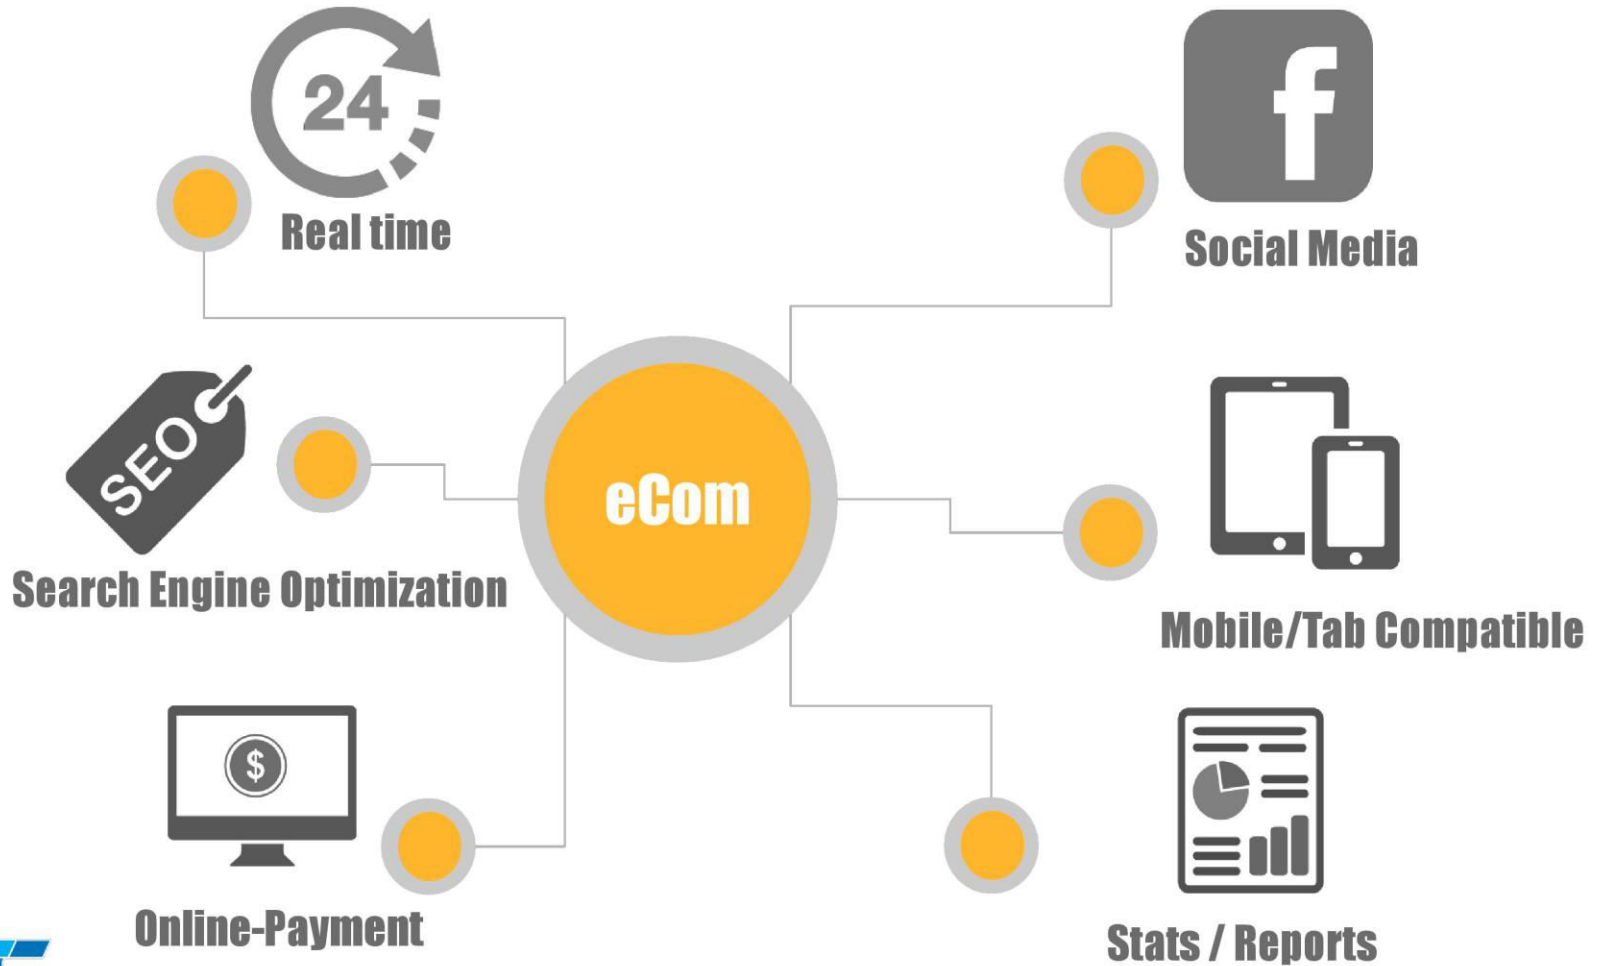 24
Real time
f
Social Media
SEO
Search Engine Optimization
eCom
Mobile/Tab Compatible
$
Online-Payment
Stats / Reports